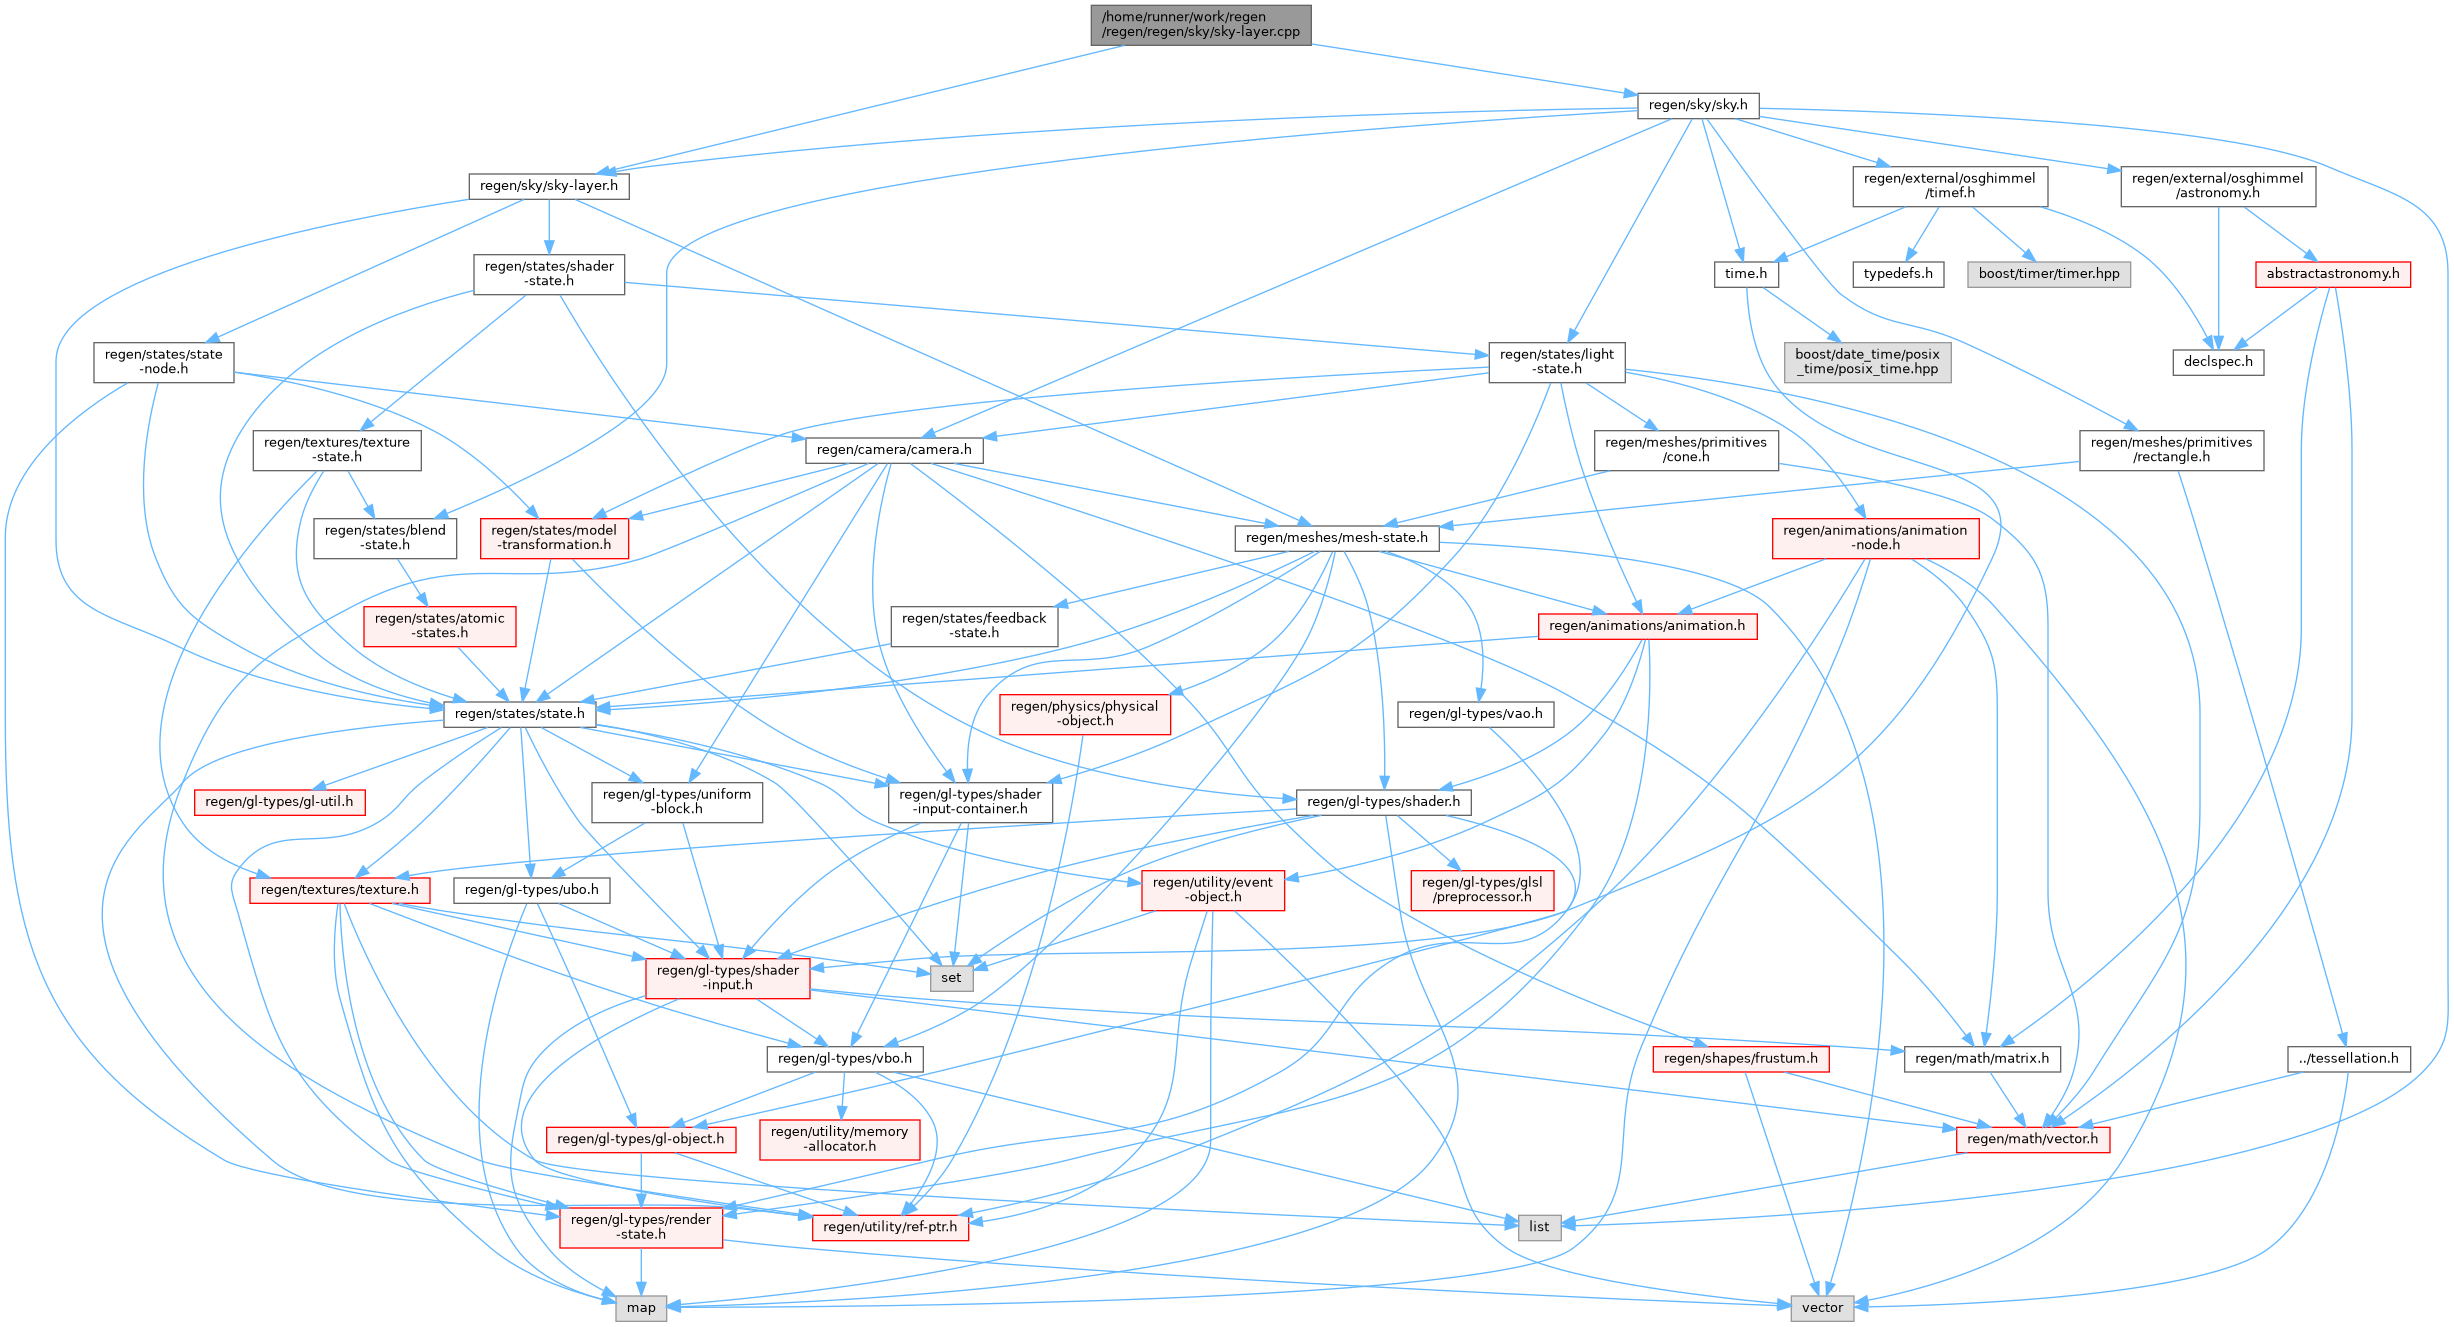 /home/runner/work/regen
/regen/regen/sky/sky-layer.cpp
regen/sky/sky.h
regen/sky/sky-layer.h
regen/external/osghimmel
/timef.h
regen/external/osghimmel
/astronomy.h
regen/states/shader
-state.h
time.h
typedefs.h
boost/timer/timer.hpp
abstractastronomy.h
regen/states/state
-node.h
regen/states/light
-state.h
boost/date_time/posix
_time/posix_time.hpp
declspec.h
regen/textures/texture
-state.h
regen/camera/camera.h
regen/meshes/primitives
/cone.h
regen/meshes/primitives
/rectangle.h
regen/states/blend
-state.h
regen/states/model
-transformation.h
regen/meshes/mesh-state.h
regen/animations/animation
-node.h
regen/states/atomic
-states.h
regen/states/feedback
-state.h
regen/animations/animation.h
regen/states/state.h
regen/physics/physical
-object.h
regen/gl-types/vao.h
regen/gl-types/gl-util.h
regen/gl-types/uniform
-block.h
regen/gl-types/shader
-input-container.h
regen/gl-types/shader.h
regen/textures/texture.h
regen/gl-types/ubo.h
regen/utility/event
-object.h
regen/gl-types/glsl
/preprocessor.h
regen/gl-types/shader
-input.h
set
regen/gl-types/vbo.h
regen/shapes/frustum.h
regen/math/matrix.h
../tessellation.h
regen/gl-types/gl-object.h
regen/utility/memory
-allocator.h
regen/math/vector.h
regen/gl-types/render
-state.h
regen/utility/ref-ptr.h
list
map
vector